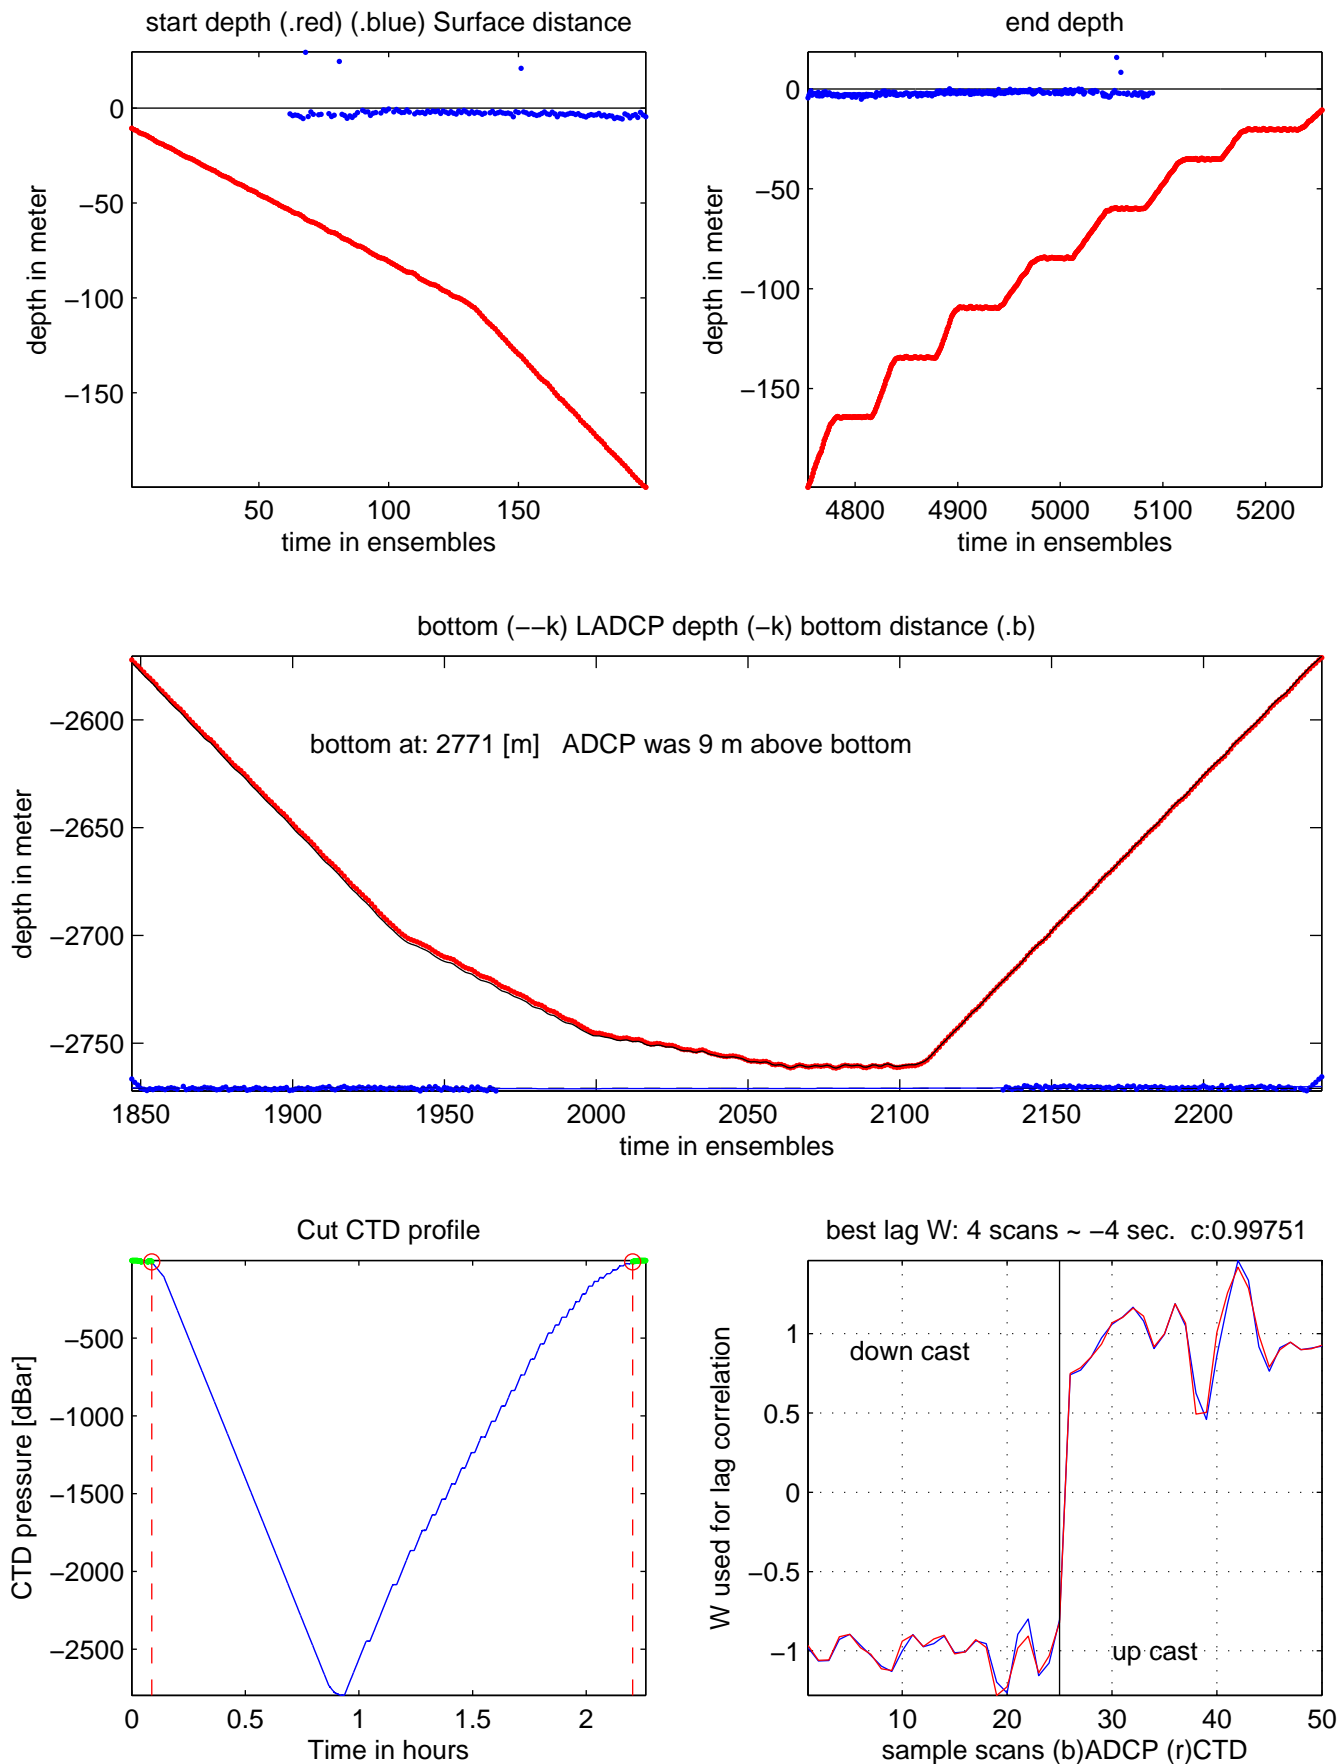 start depth (.red) (.blue) Surface distance
0
−50
−100
−150
depth in meter
50
100
150
time in ensembles
end depth
0
−50
−100
−150
depth in meter
4800
4900
5000
5100
5200
time in ensembles
bottom (−−k) LADCP depth (−k) bottom distance (.b)
−2600
−2650
−2700
−2750
depth in meter
bottom at: 2771 [m]   ADCP was 9 m above bottom
1850
1900
1950
2000
2050
2100
2150
2200
time in ensembles
Cut CTD profile
−500
−1000
−1500
−2000
−2500
CTD pressure [dBar]
0
0.5
1
1.5
2
Time in hours
best lag W: 4 scans ~ −4 sec.  c:0.99751
1
0.5
0
−0.5
−1
W used for lag correlation
down cast
up cast
10
20
30
40
50
sample scans (b)ADCP (r)CTD